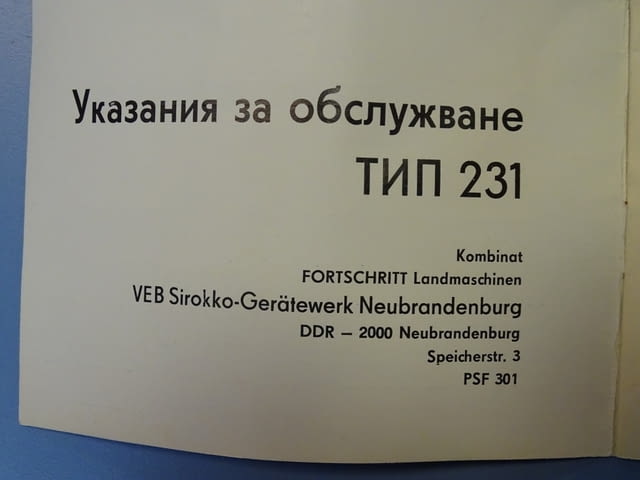 Указания за обслужване
ТИП 231
Kombinat
FORTSCHRITT Landmaschinen
VEB Sirokko-Gerätewerk Neubrandenburg
DDR – 2000 Neubrandenburg
Speicherstr. 3
PSF 301